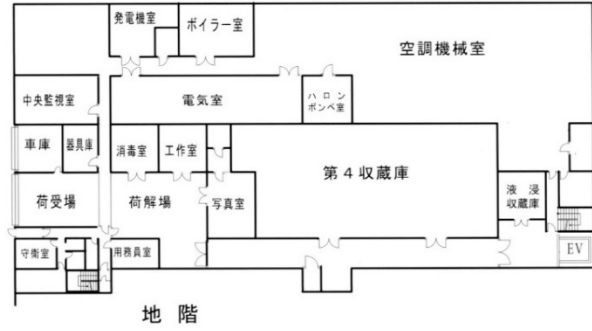 発電機室
ボイラー室
空調機械室
中央監視室
電気室
ハロン
ボンベ室
車庫
器具庫
消毒室
工作室
第4収蔵庫
荷受場
荷解場
写真室
液浸
収蔵庫
守衛室
用務員室
EV
地階